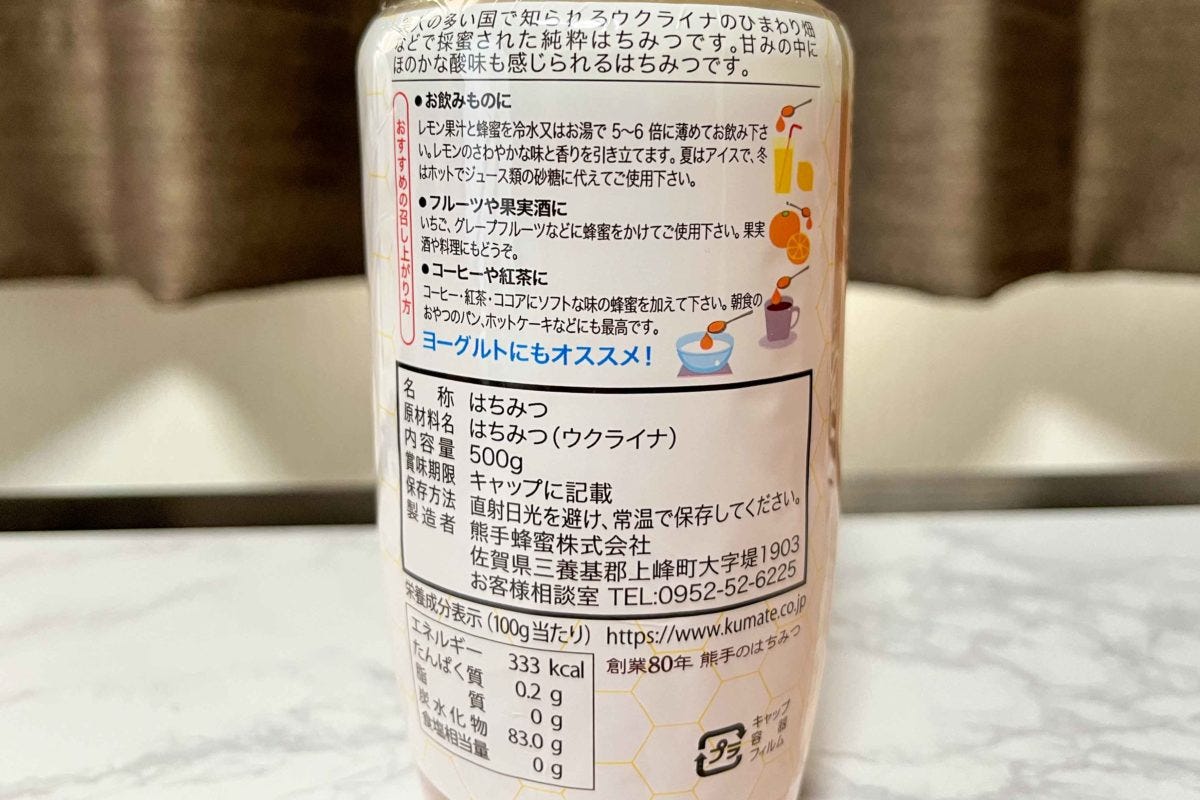 の多い国で知られるウクライナのひまわり畑
などで採蜜された純粋はちみつです。甘みの中に
ほのかな酸味も感じられるはちみつです。
おすすめの召し上がり方
●お飲みものに
レモン果汁と蜂蜜を冷水又はお湯で5〜6倍に薄めてお飲み下さ
い。レモンのさわやかな味と香りを引き立てます。夏はアイスで、冬
はホットでジュース類の砂糖に代えてご使用下さい。
●フルーツや果実酒に
いちご、グレープフルーツなどに蜂蜜をかけてご使用下さい。果実
酒や料理にもどうぞ。
●コーヒーや紅茶に
コーヒー・紅茶・ココアにソフトな味の蜂蜜を加えて下さい。朝食の
おやつのパン、ホットケーキなどにも最高です。
ヨーグルトにもオススメ!
名称 はちみつ
原材料名 はちみつ(ウクライナ)
内容量 500g
賞味期限 キャップに記載
保存方法 直射日光を避け、常温で保存してください。
製造者 熊手蜂蜜株式会社
佐賀県三養基郡上峰町大字堤1903
お客様相談室 TEL:0952-52-6225
栄養成分表示(100g当たり)
エネルギー 333 kcal
たんぱく質 0.2 g
脂質 0 g
炭水化物 83.0 g
食塩相当量 0 g
https://www.kumate.co.jp
創業80年 熊手のはちみつ
プラ
キャップ
容器
フィルム